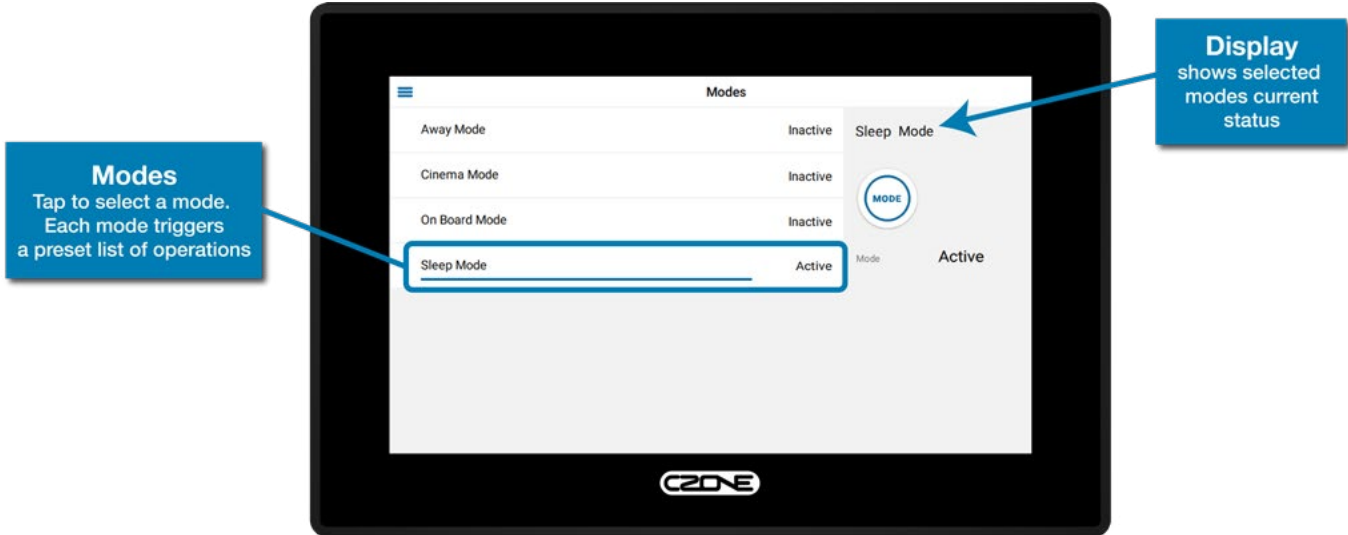 Display
shows selected
modes current
status
Modes
Away Mode Inactive
Cinema Mode Inactive
On Board Mode Inactive
Sleep Mode Active
Sleep Mode
MODE
Mode Active
Modes
Tap to select a mode.
Each mode triggers
a preset list of operations
CZONE